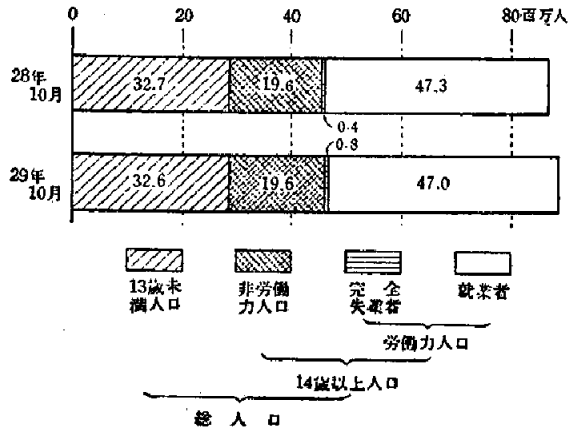 0 20 40 60 80百万人
28年
10月
32.7 19.6 47.3
0.4
0.8
29年
10月
32.6 19.6 47.0
13歳未
満人口
非労働
力人口
完全
失業者
就業者
労働力人口
14歳以上人口
総人口